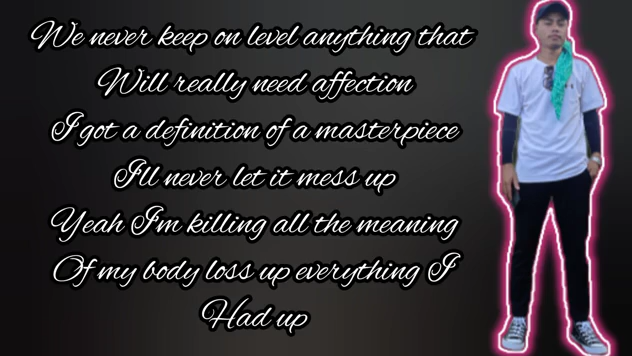 We never keep on level anything that
Will really need affection
I got a definition of a masterpiece
I'll never let it mess up
Yeah I'm killing all the meaning
Of my body loss up everything I
Had up